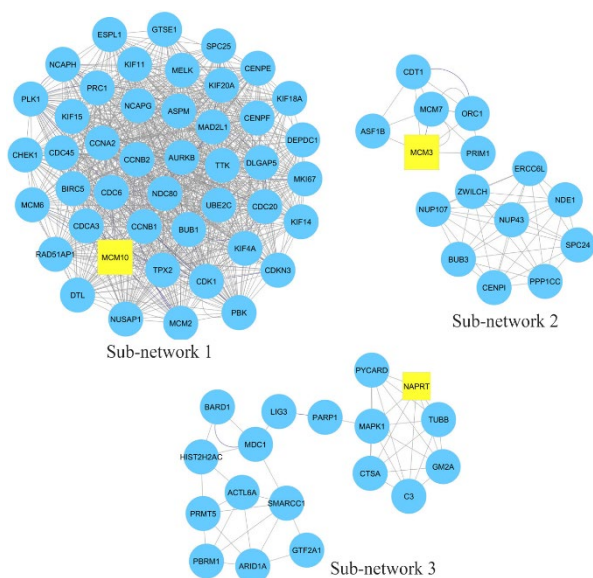 ESPL1
GTSE1
SPC25
NCAPH
KIF11
MELK
CENPE
PLK1
PRC1
NCAPG
ASPM
KIF20A
KIF18A
KIF15
MAD2L1
CENPF
DEPDC1
CHEK1
CDC45
CCNA2
CCNB2
AURKB
TTK
DLGAP5
MKI67
BIRC5
CDC6
NDC80
UBE2C
CDC20
MCM6
CDCA3
CCNB1
BUB1
KIF14
RAD51AP1
MCM10
KIF4A
TPX2
CDK1
CDKN3
DTL
NUSAP1
MCM2
PBK
Sub-network 1
CDT1
MCM7
ORC1
ASF1B
MCM3
PRIM1
ERCC6L
ZWILCH
NDE1
NUP107
NUP43
SPC24
BUB3
PPP1CC
CENPI
Sub-network 2
PYCARD
NAPRT
BARD1
LIG3
PARP1
MAPK1
TUBB
MDC1
HIST2H2AC
CTSA
GM2A
ACTL6A
SMARCC1
C3
PRMT5
GTF2A1
PBRM1
ARID1A
Sub-network 3